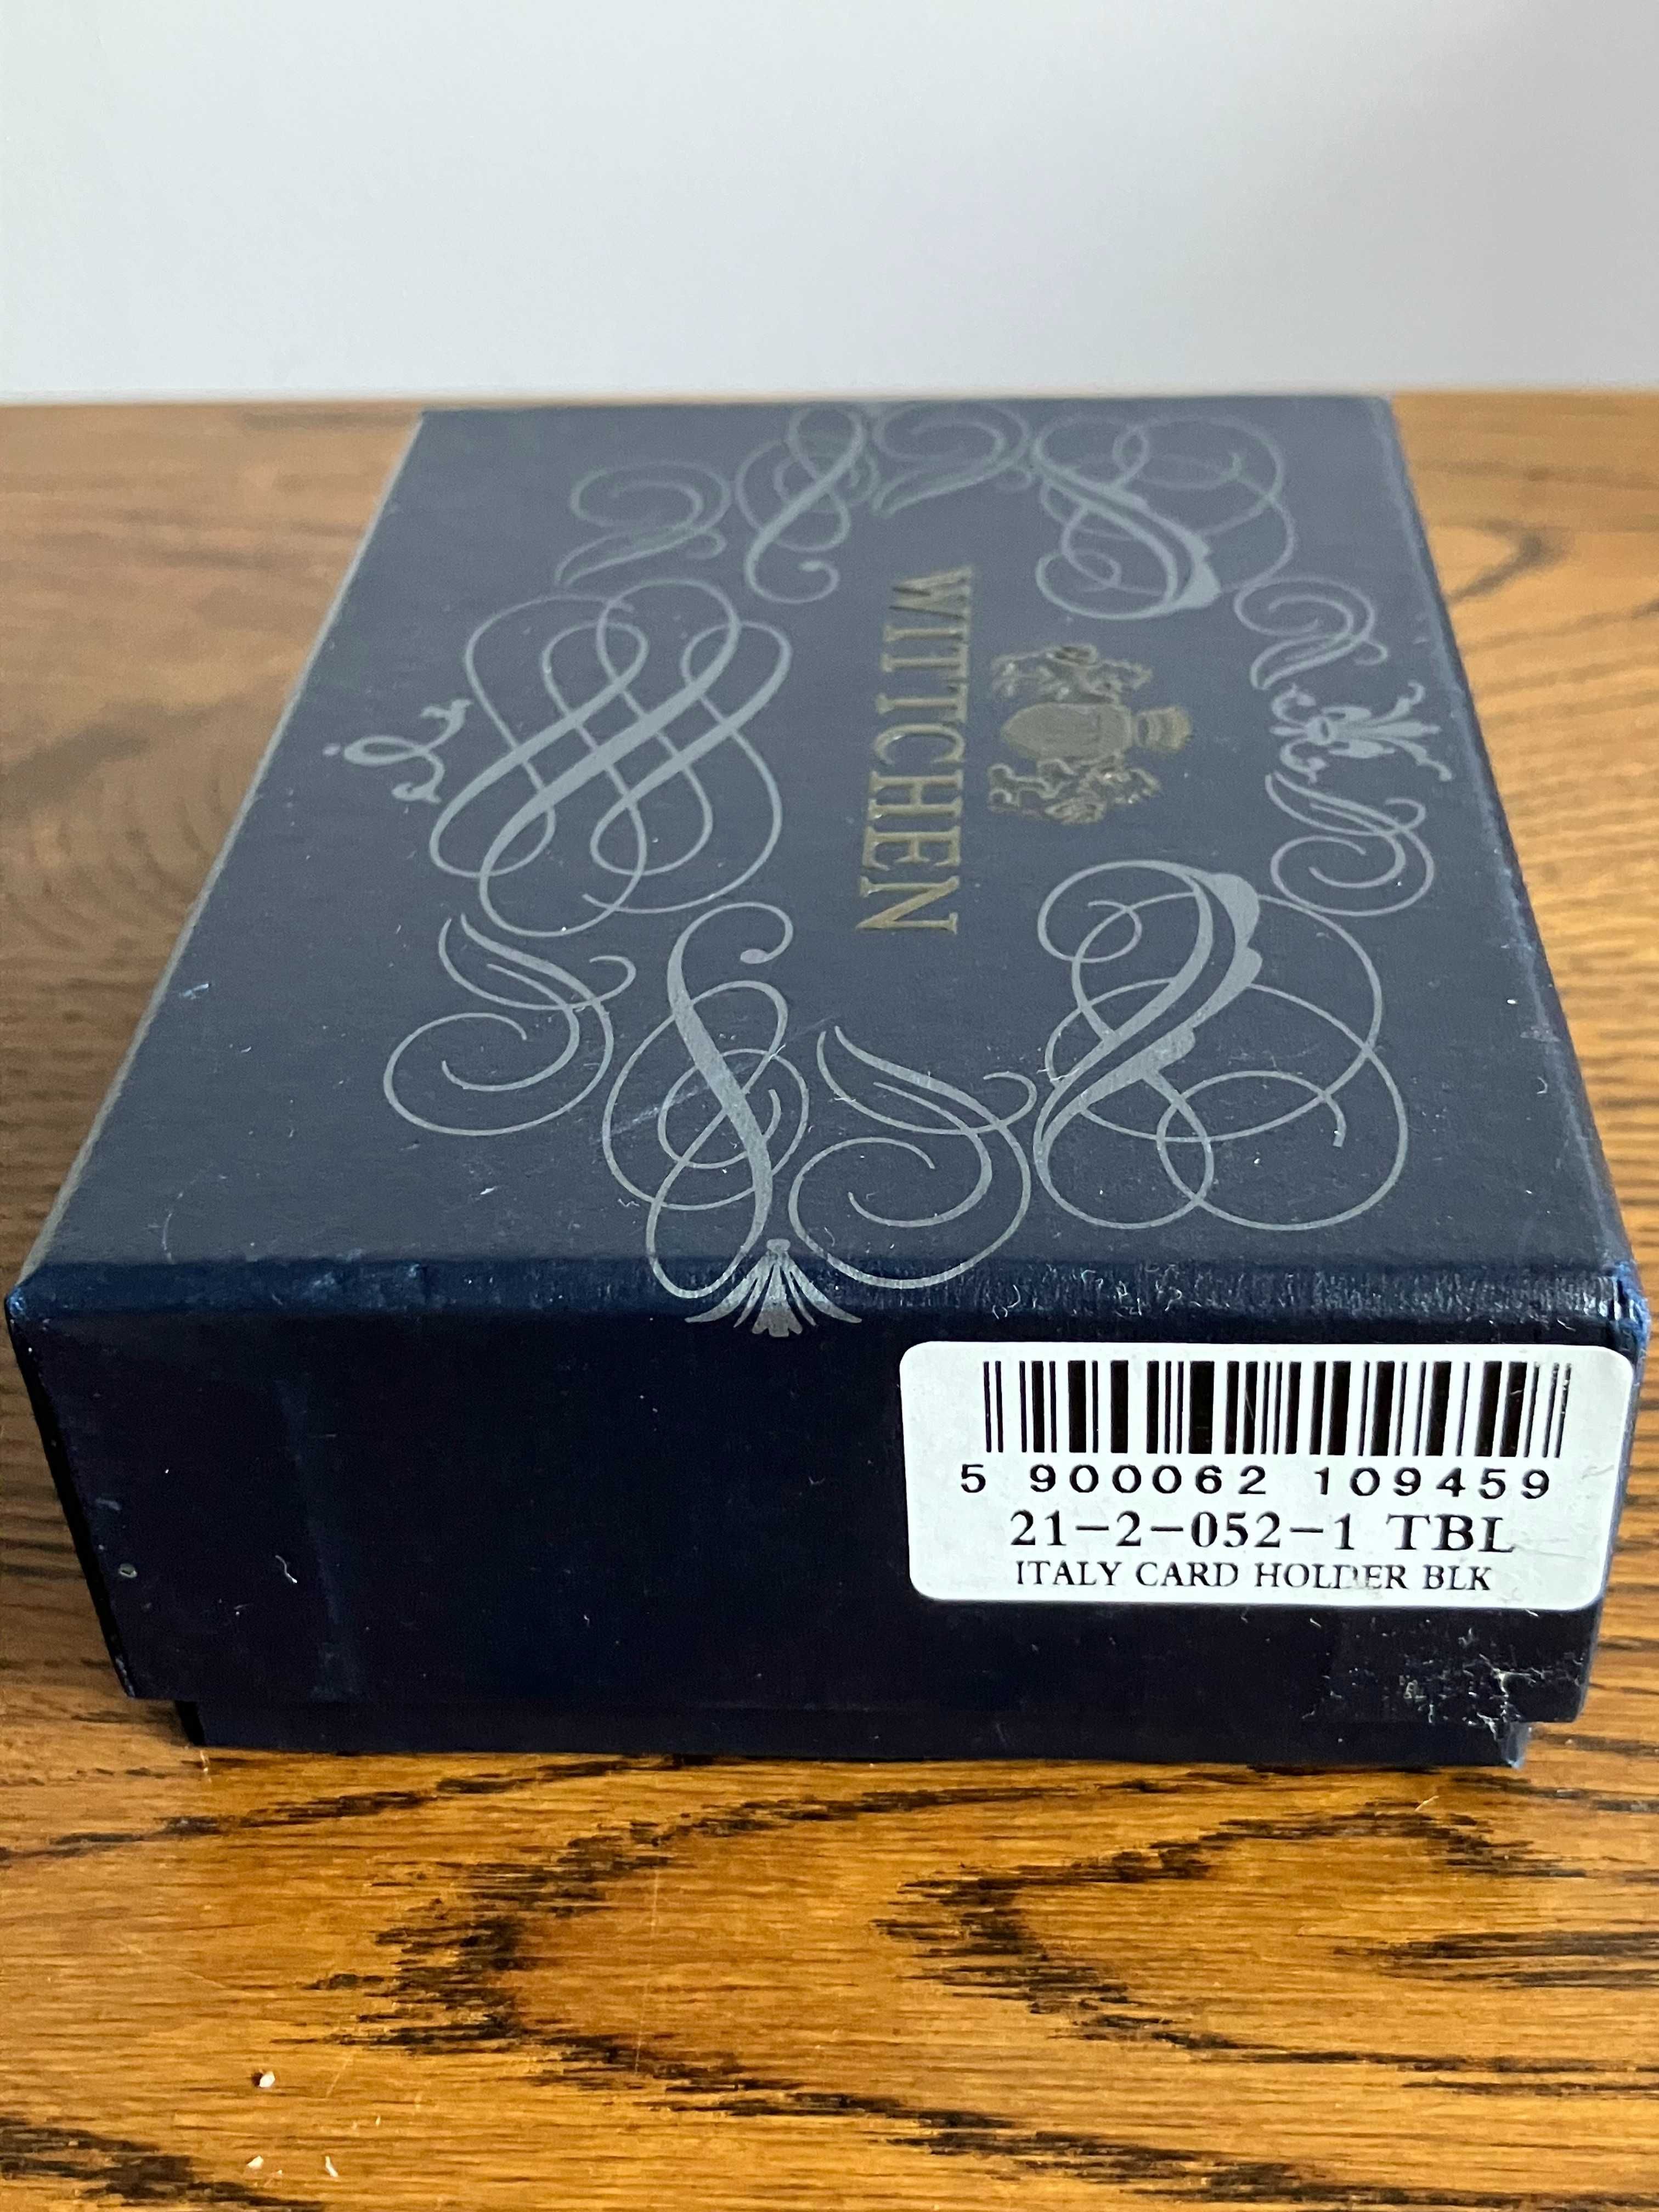 WITTCHEN
5 900062 109459
21-2-052-1 TBL
ITALY CARD HOLDER BLK